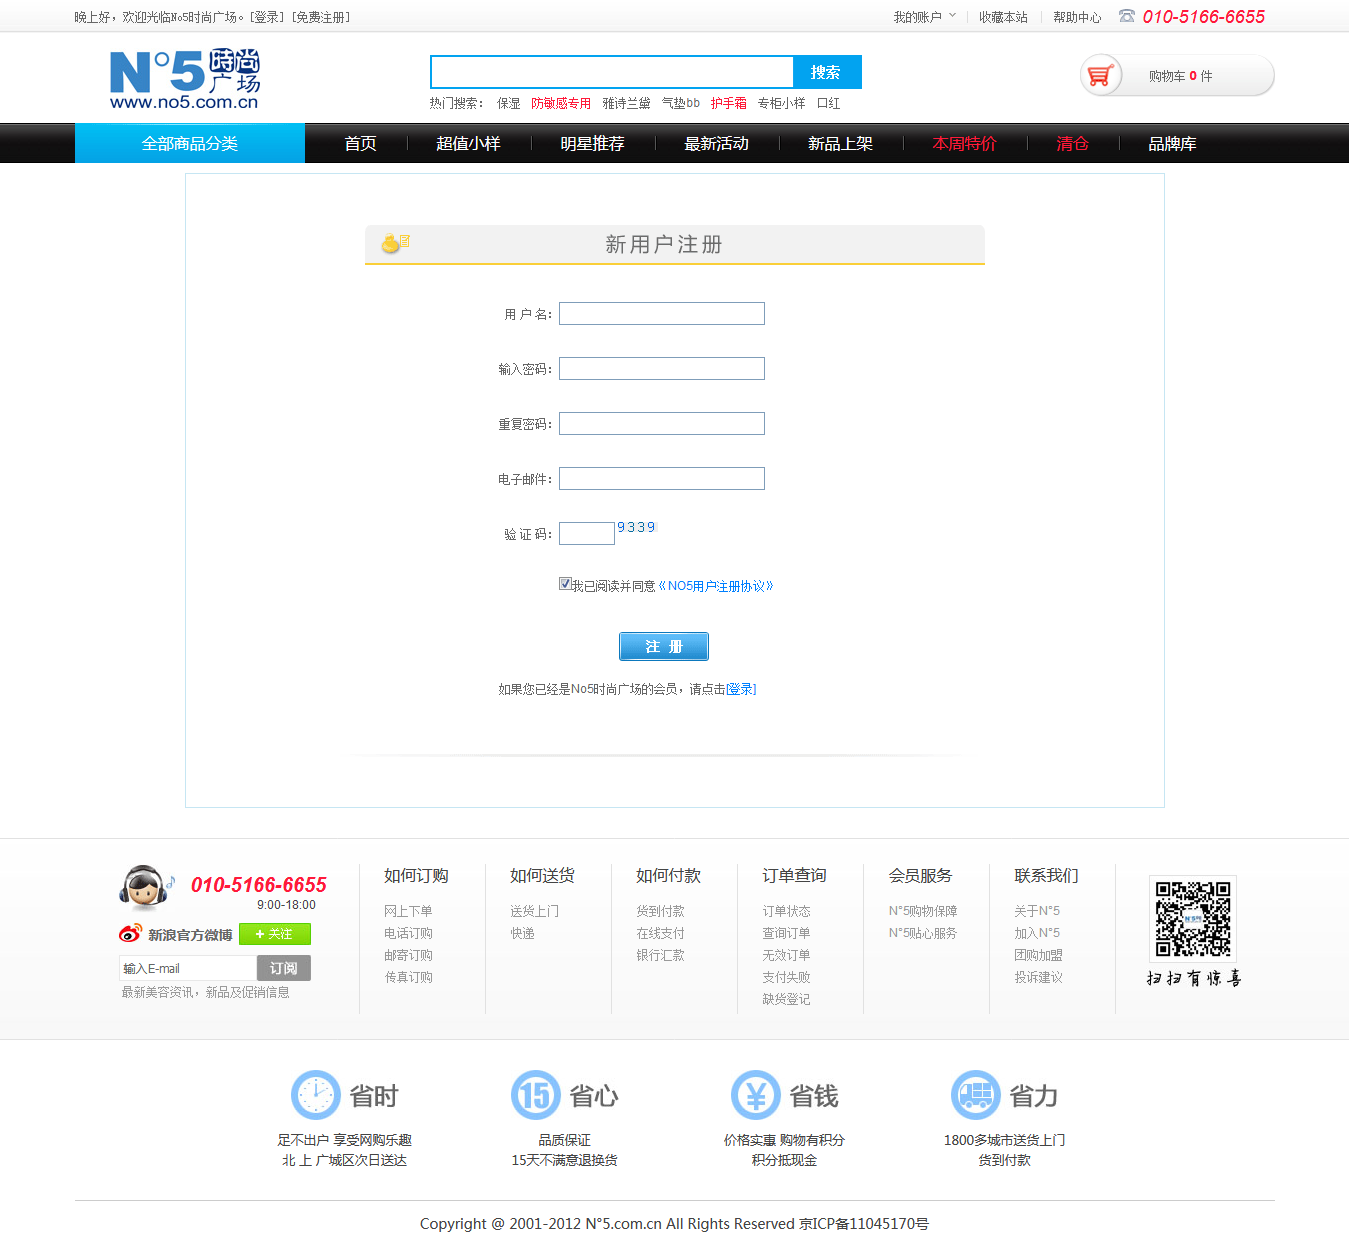 晚上好，欢迎光临No5时尚广场。[登录] [免费注册]
我的账户 收藏本站 帮助中心 010-5166-6655
N°5時尚广场
www.no5.com.cn
搜索
购物车 0 件
热门搜索： 保湿 防敏感专用 雅诗兰黛 气垫bb 护手霜 专柜小样 口红
全部商品分类 首页 超值小样 明星推荐 最新活动 新品上架 本周特价 清仓 品牌库
新用户注册
用 户 名：
输入密码：
重复密码：
电子邮件：
验 证 码： 9339
我已阅读并同意《NO5用户注册协议》
注 册
如果您已经是No5时尚广场的会员，请点击[登录]
010-5166-6655
9:00-18:00
新浪官方微博 + 关注
输入E-mail 订阅
最新美容资讯，新品及促销信息
如何订购
网上下单
电话订购
邮寄订购
传真订购
如何送货
送货上门
快递
如何付款
货到付款
在线支付
银行汇款
订单查询
订单状态
查询订单
无效订单
支付失败
缺货登记
会员服务
N°5购物保障
N°5贴心服务
联系我们
关于N°5
加入N°5
团购加盟
投诉建议
N°5
扫扫有惊喜
省时
足不出户 享受网购乐趣
北 上 广城区次日送达
15 省心
品质保证
15天不满意退换货
¥ 省钱
价格实惠 购物有积分
积分抵现金
省力
1800多城市送货上门
货到付款
Copyright @ 2001-2012 N°5.com.cn All Rights Reserved 京ICP备11045170号